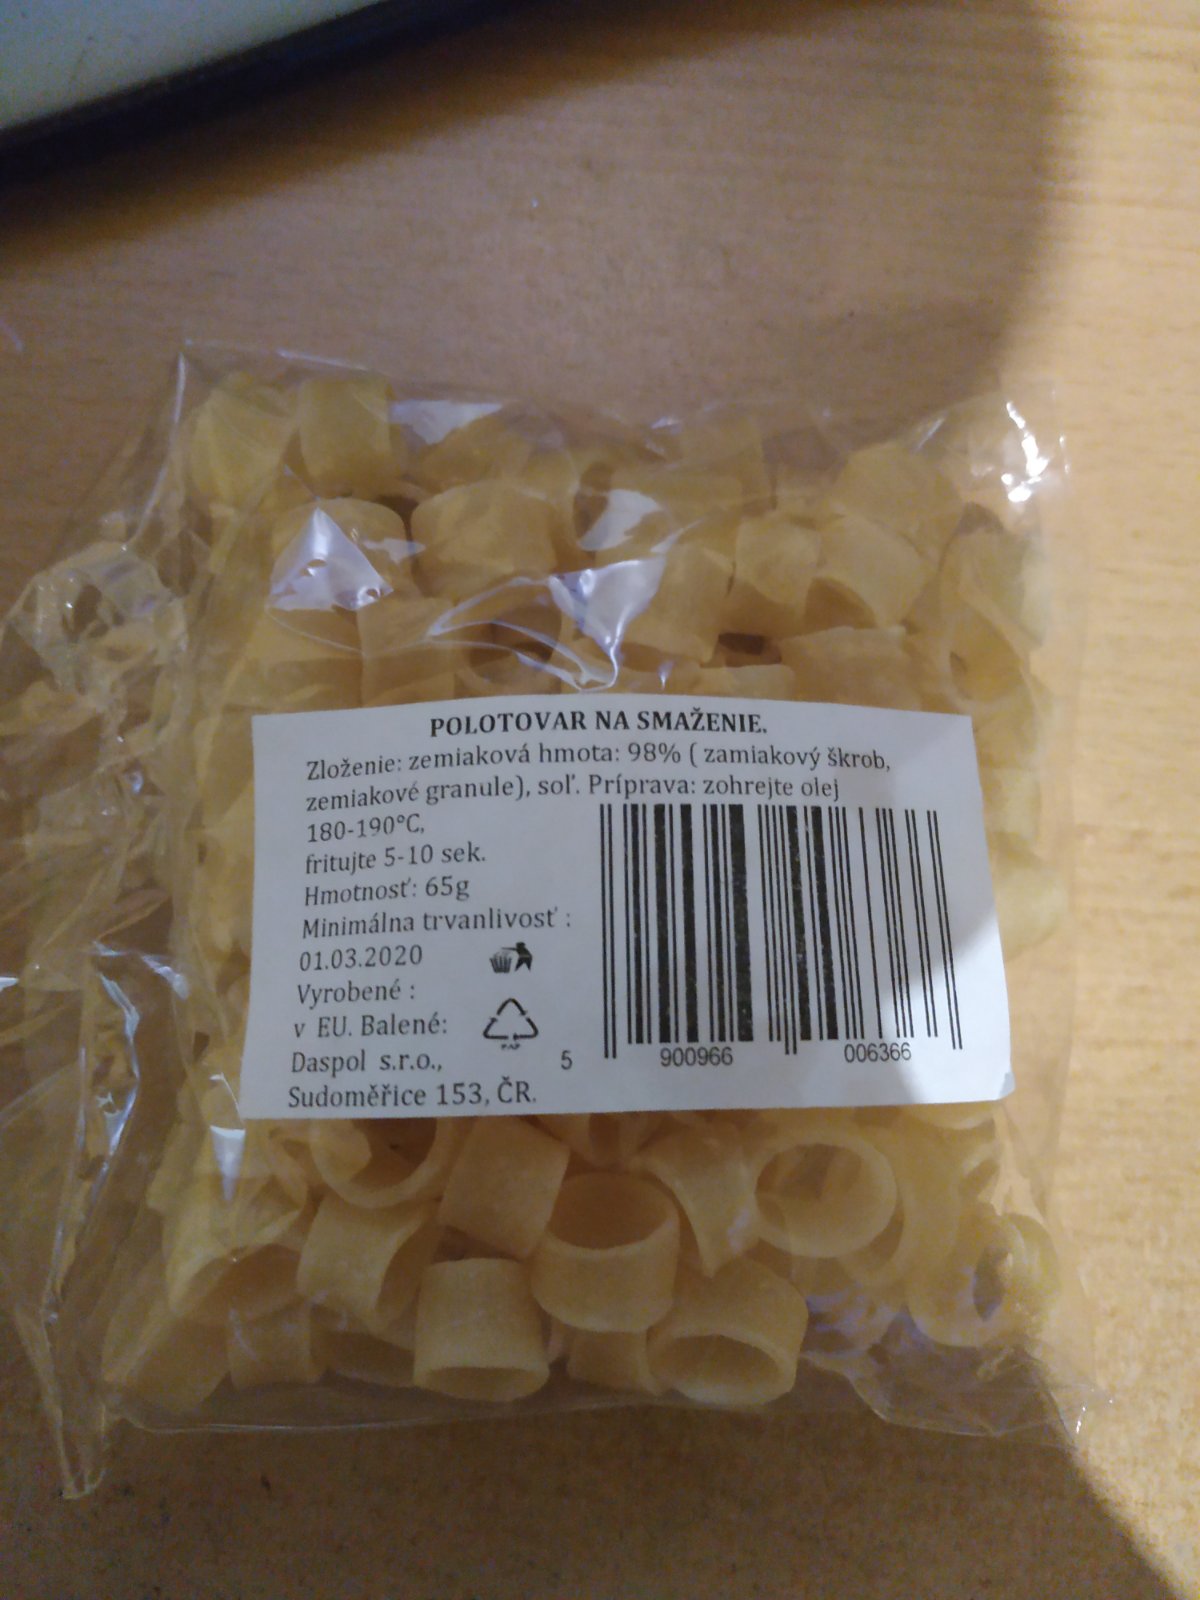 POLOTOVAR NA SMAŽENIE.
Zloženie: zemiaková hmota: 98% ( zamiakový škrob,
zemiakové granule), soľ. Príprava: zohrejte olej
180-190°C,
fritujte 5-10 sek.
Hmotnosť: 65g
Minimálna trvanlivosť :
01.03.2020
Vyrobené :
v EU. Balené:
Daspol s.r.o.,
Sudoměřice 153, ČR.
PAP
5 900966 006366